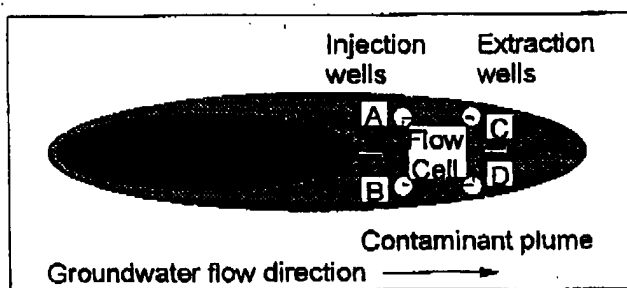 Injection wells
Extraction wells
A
C
Flow Cell
B
D
Contaminant plume
Groundwater flow direction